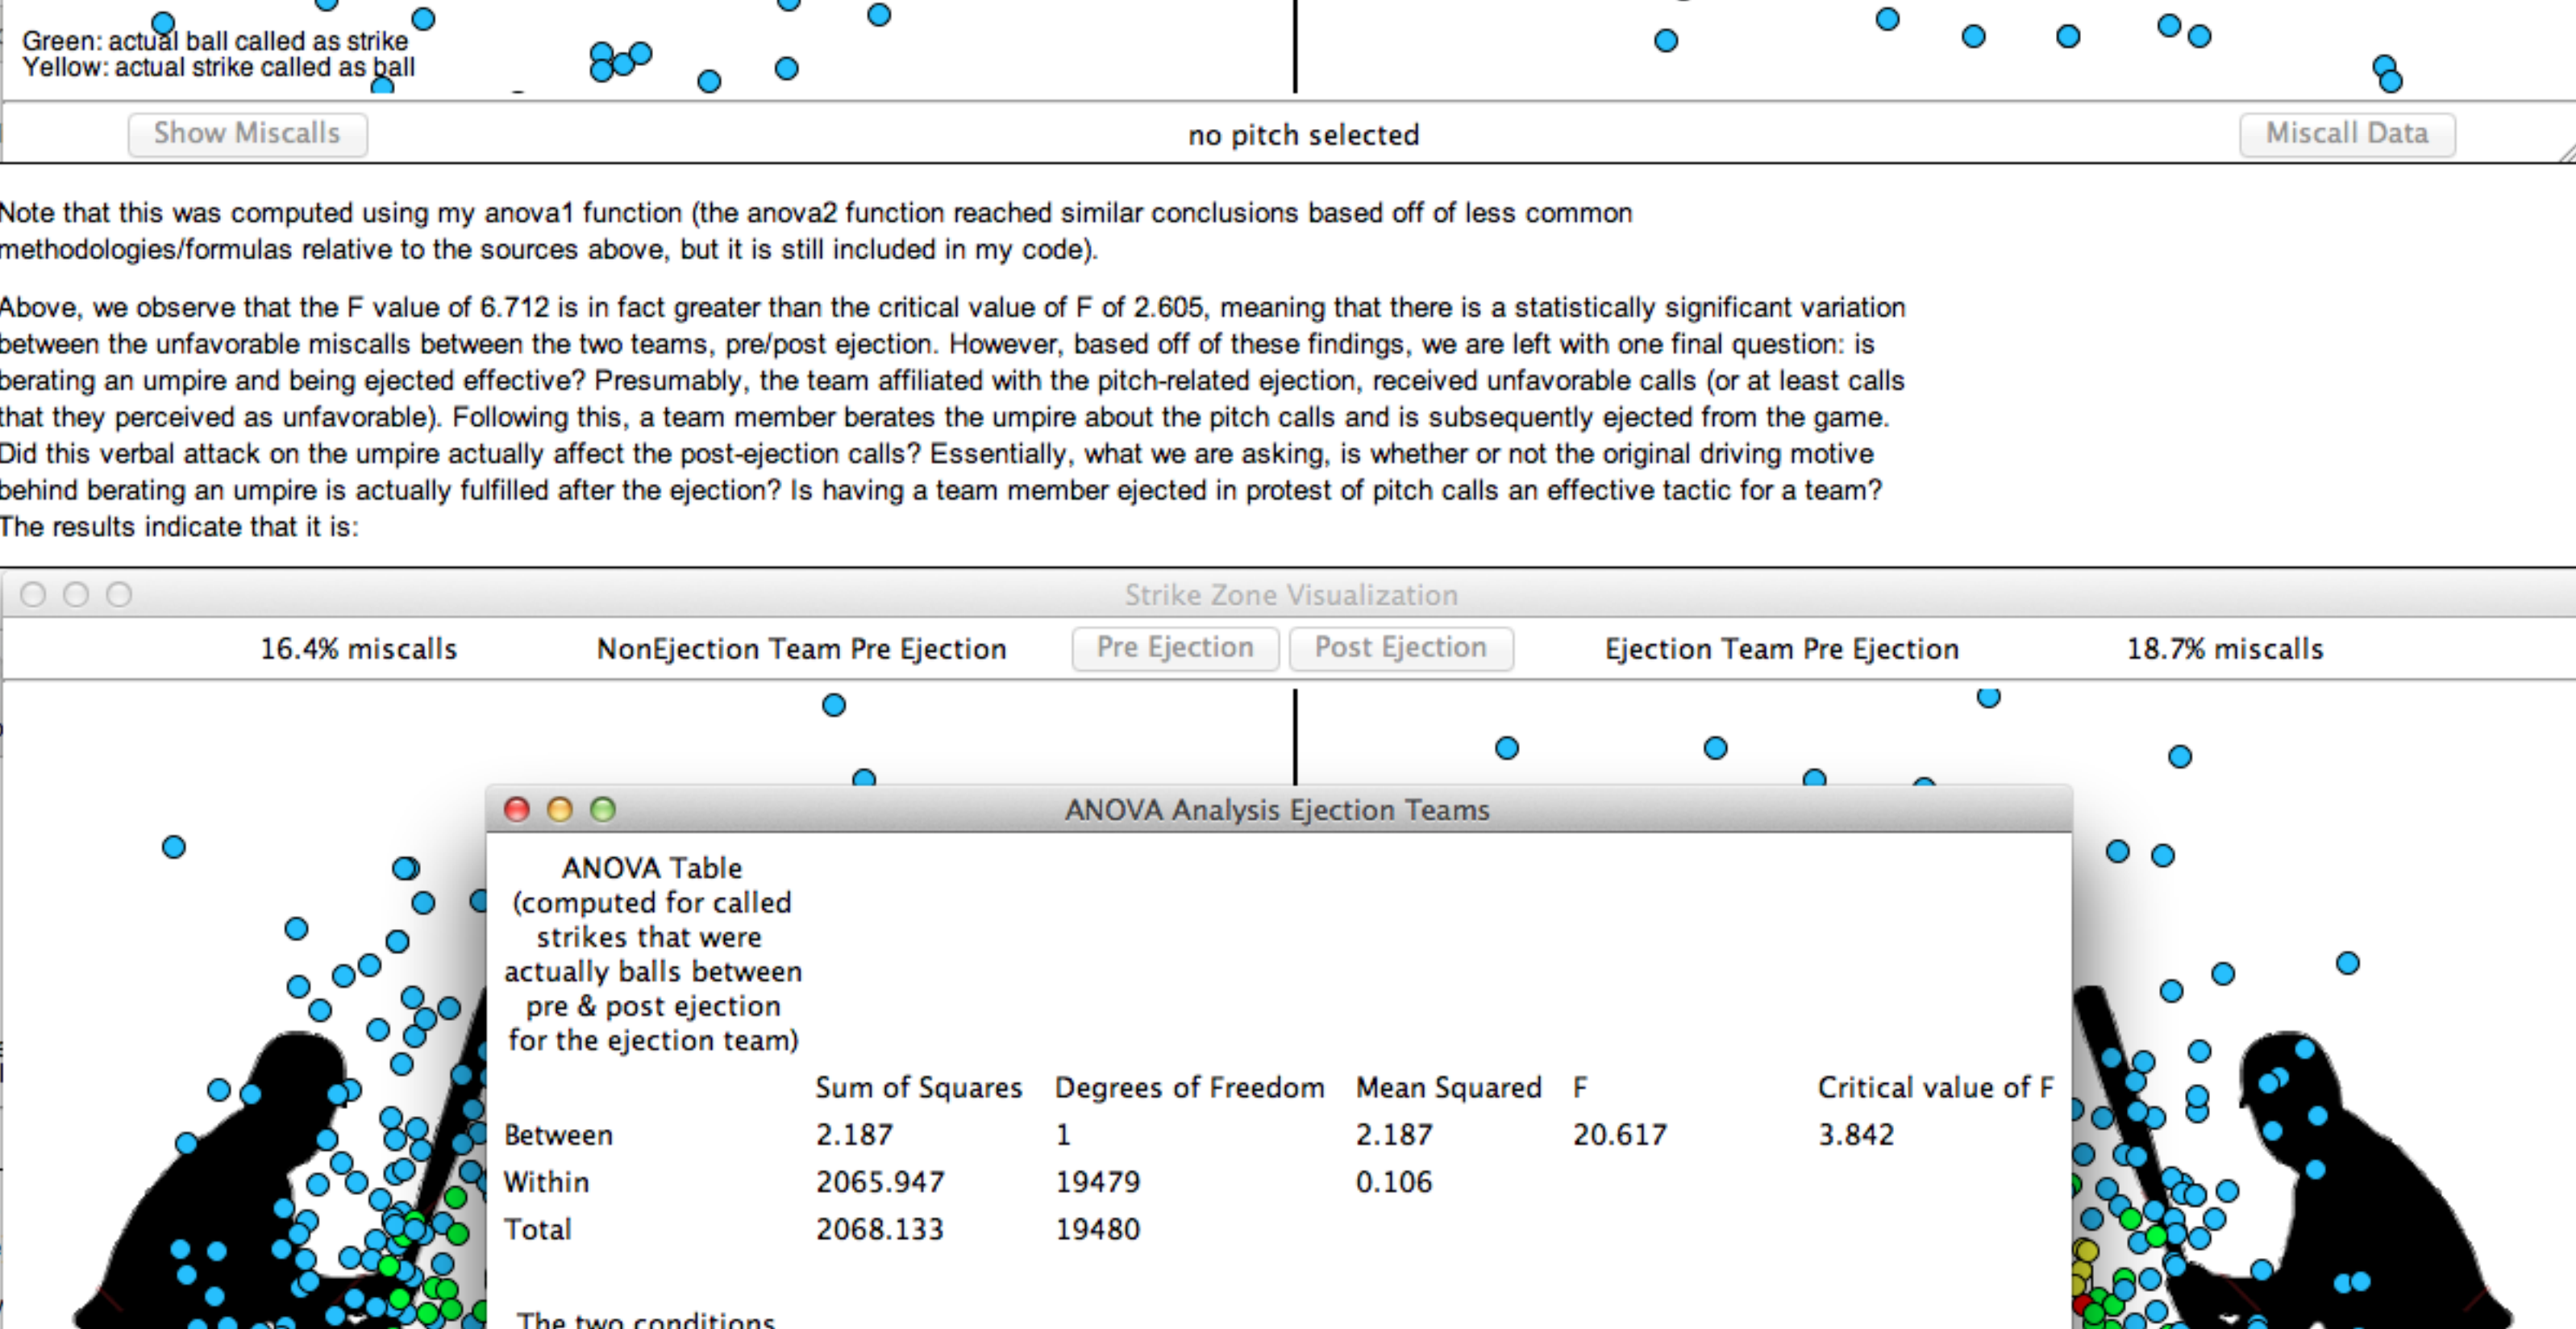 Green: actual ball called as strike
Yellow: actual strike called as ball
Show Miscalls
no pitch selected
Miscall Data
Note that this was computed using my anova1 function (the anova2 function reached similar conclusions based off of less common
methodologies/formulas relative to the sources above, but it is still included in my code).
Above, we observe that the F value of 6.712 is in fact greater than the critical value of F of 2.605, meaning that there is a statistically significant variation
between the unfavorable miscalls between the two teams, pre/post ejection. However, based off of these findings, we are left with one final question: is
berating an umpire and being ejected effective? Presumably, the team affiliated with the pitch-related ejection, received unfavorable calls (or at least calls
that they perceived as unfavorable). Following this, a team member berates the umpire about the pitch calls and is subsequently ejected from the game.
Did this verbal attack on the umpire actually affect the post-ejection calls? Essentially, what we are asking, is whether or not the original driving motive
behind berating an umpire is actually fulfilled after the ejection? Is having a team member ejected in protest of pitch calls an effective tactic for a team?
The results indicate that it is:
Strike Zone Visualization
16.4% miscalls NonEjection Team Pre Ejection Pre Ejection Post Ejection Ejection Team Pre Ejection 18.7% miscalls
ANOVA Analysis Ejection Teams
ANOVA Table
(computed for called
strikes that were
actually balls between
pre & post ejection
for the ejection team)
Sum of Squares Degrees of Freedom Mean Squared F Critical value of F
Between 2.187 1 2.187 20.617 3.842
Within 2065.947 19479 0.106
Total 2068.133 19480
The two conditions